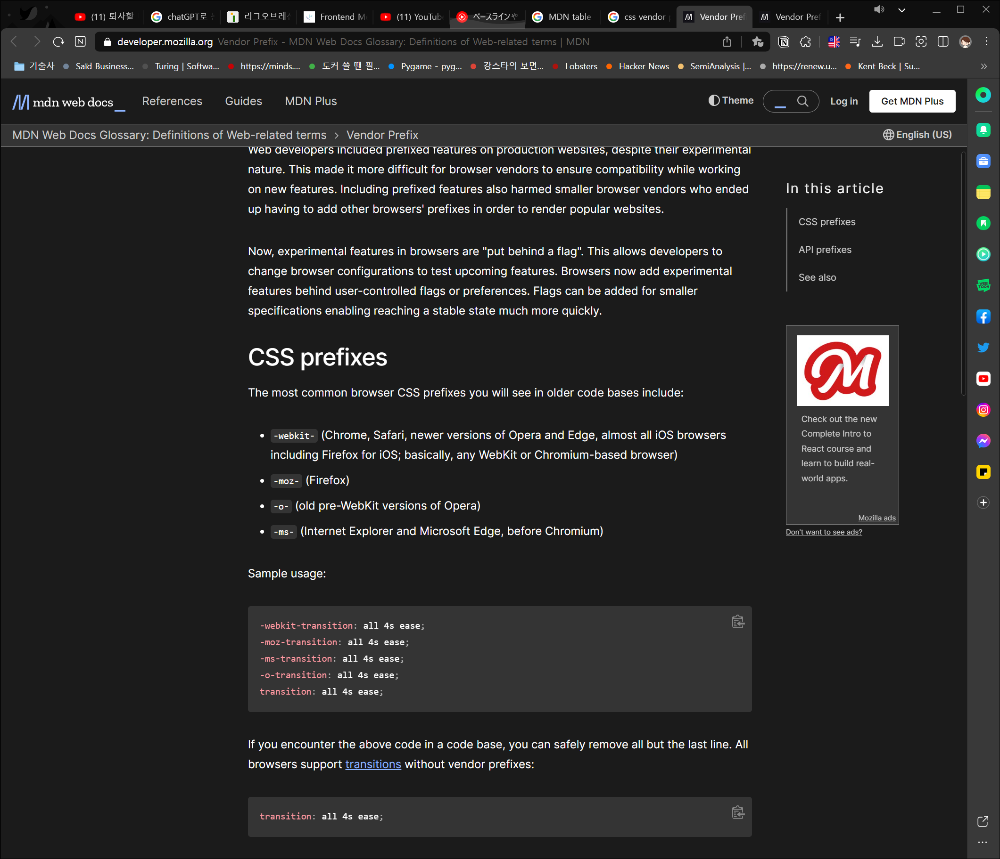 (11) 퇴사할
chatGPT로
리그오브레
Frontend M
(11) YouTub
ベースラインや
MDN table
css vendor
Vendor Pref
Vendor Pref
developer.mozilla.org Vendor Prefix - MDN Web Docs Glossary: Definitions of Web-related terms | MDN
기술사
Saïd Business...
Turing | Softwa...
https://minds....
도커 쓸 땐 필...
Pygame - pyg...
강스타의 보면...
Lobsters
Hacker News
SemiAnalysis |...
https://renew.u...
Kent Beck | Su...
mdn web docs
References
Guides
MDN Plus
Theme
Log in
Get MDN Plus
MDN Web Docs Glossary: Definitions of Web-related terms > Vendor Prefix
English (US)
Web developers included prefixed features on production websites, despite their experimental
nature. This made it more difficult for browser vendors to ensure compatibility while working
on new features. Including prefixed features also harmed smaller browser vendors who ended
up having to add other browsers' prefixes in order to render popular websites.
Now, experimental features in browsers are "put behind a flag". This allows developers to
change browser configurations to test upcoming features. Browsers now add experimental
features behind user-controlled flags or preferences. Flags can be added for smaller
specifications enabling reaching a stable state much more quickly.
CSS prefixes
The most common browser CSS prefixes you will see in older code bases include:
• -webkit- (Chrome, Safari, newer versions of Opera and Edge, almost all iOS browsers
including Firefox for iOS; basically, any WebKit or Chromium-based browser)
• -moz- (Firefox)
• -o- (old pre-WebKit versions of Opera)
• -ms- (Internet Explorer and Microsoft Edge, before Chromium)
Sample usage:
-webkit-transition: all 4s ease;
-moz-transition: all 4s ease;
-ms-transition: all 4s ease;
-o-transition: all 4s ease;
transition: all 4s ease;
If you encounter the above code in a code base, you can safely remove all but the last line. All
browsers support transitions without vendor prefixes:
transition: all 4s ease;
In this article
CSS prefixes
API prefixes
See also
Check out the new
Complete Intro to
React course and
learn to build real-
world apps.
Mozilla ads
Don't want to see ads?
WEB
TOON